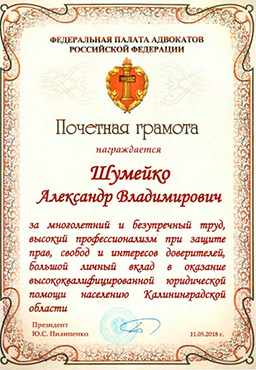 ФЕДЕРАЛЬНАЯ ПАЛАТА АДВОКАТОВ
РОССИЙСКОЙ ФЕДЕРАЦИИ
Почетная грамота
награждается
Шумейко
Александр Владимирович
за многолетний и безупречный труд,
высокий профессионализм при защите
прав, свобод и интересов доверителей,
большой личный вклад в оказание
высококвалифицированной юридической
помощи населению Калининградской
области
Президент
Ю.С. Пилипенко 11.05.2018 г.